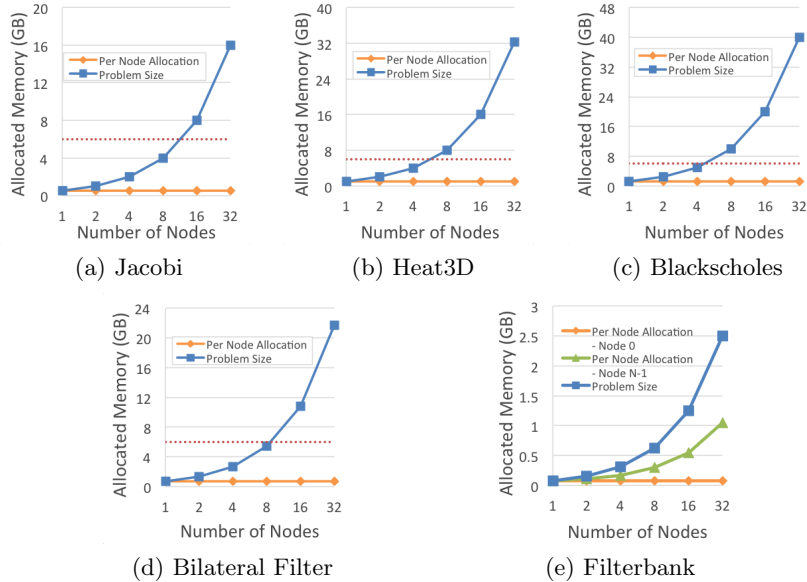 Allocated Memory (GB)
20
16
12
8
4
0
Per Node Allocation
Problem Size
1 2 4 8 16 32
Number of Nodes
(a) Jacobi
Allocated Memory (GB)
40
32
24
16
8
0
Per Node Allocation
Problem Size
1 2 4 8 16 32
Number of Nodes
(b) Heat3D
Allocated Memory (GB)
48
40
32
24
16
8
0
Per Node Allocation
Problem Size
1 2 4 8 16 32
Number of Nodes
(c) Blackscholes
Allocated Memory (GB)
24
20
16
12
8
4
0
Per Node Allocation
Problem Size
1 2 4 8 16 32
Number of Nodes
(d) Bilateral Filter
Allocated Memory (GB)
3
2.5
2
1.5
1
0.5
0
Per Node Allocation
- Node 0
Per Node Allocation
- Node N-1
Problem Size
1 2 4 8 16 32
Number of Nodes
(e) Filterbank